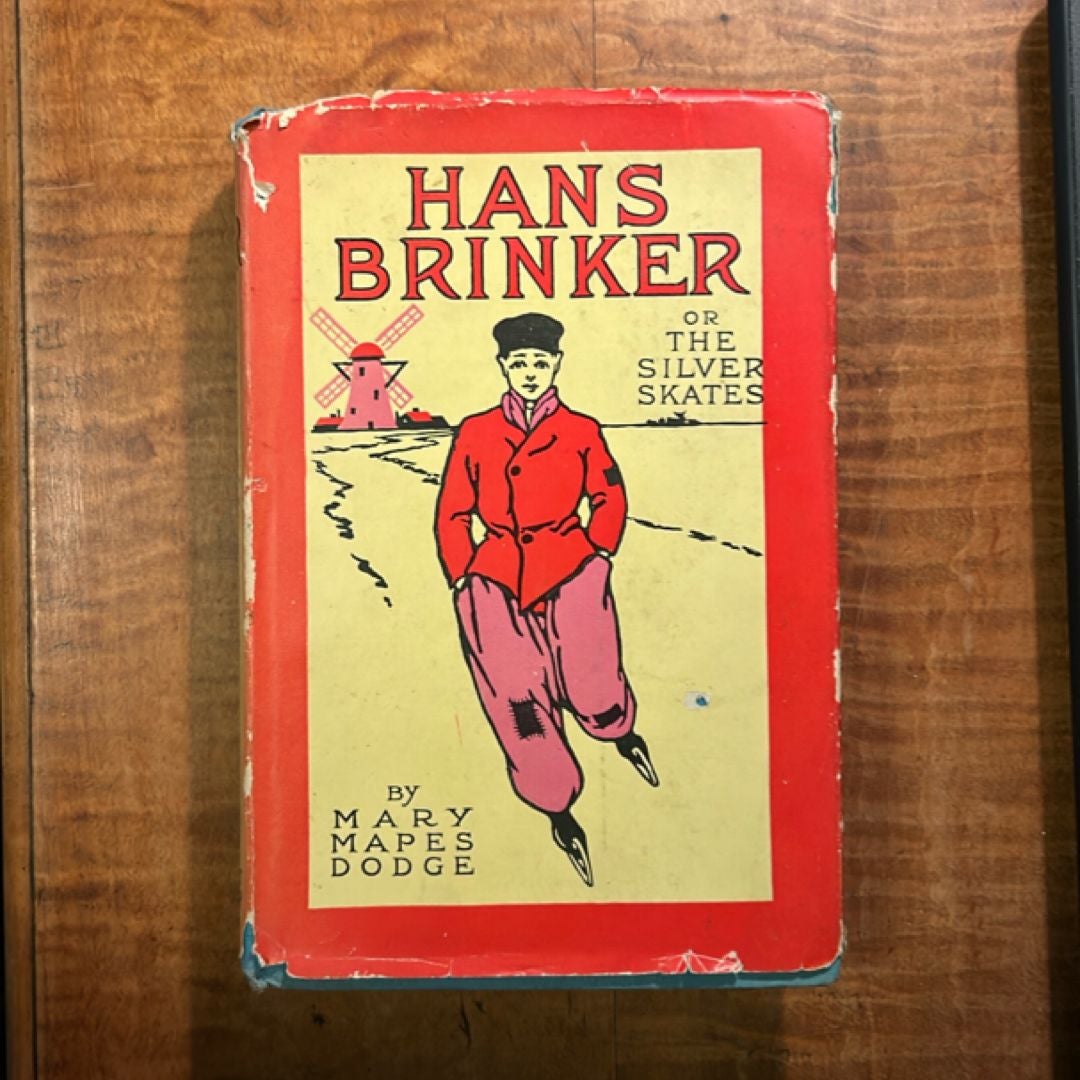 HANS
BRINKER
OR
THE
SILVER
SKATES
BY
MARY
MAPES
DODGE